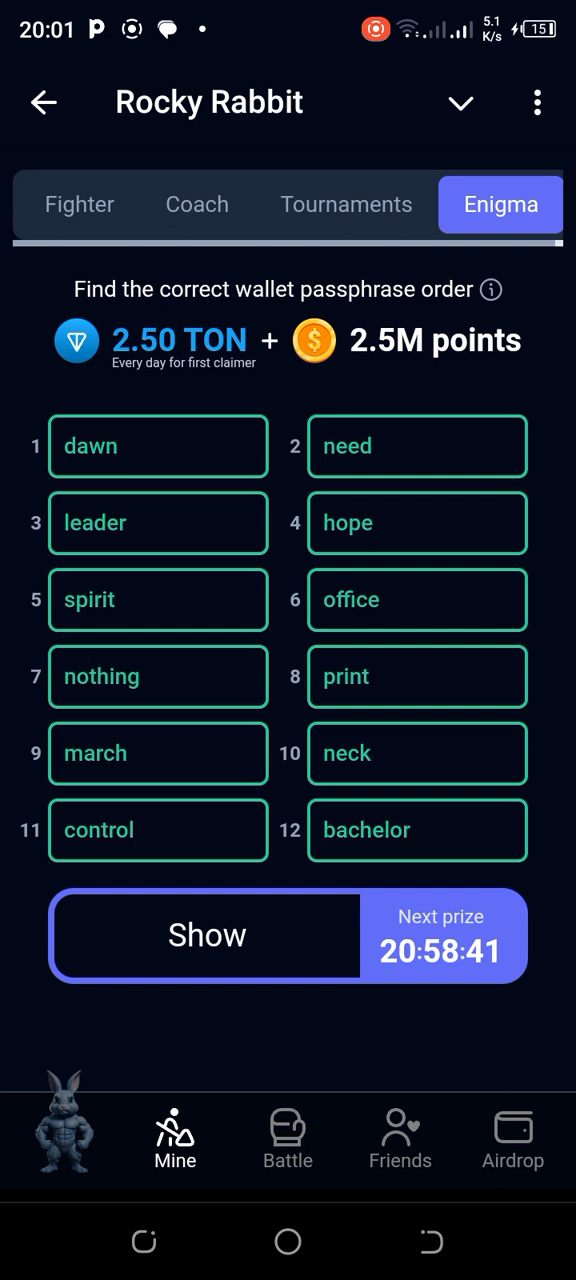 20:01 5.1 K/s 15
Rocky Rabbit
Fighter Coach Tournaments Enigma
Find the correct wallet passphrase order
2.50 TON + 2.5M points
Every day for first claimer
1 dawn 2 need
3 leader 4 hope
5 spirit 6 office
7 nothing 8 print
9 march 10 neck
11 control 12 bachelor
Next prize
Show 20:58:41
Mine Battle Friends Airdrop